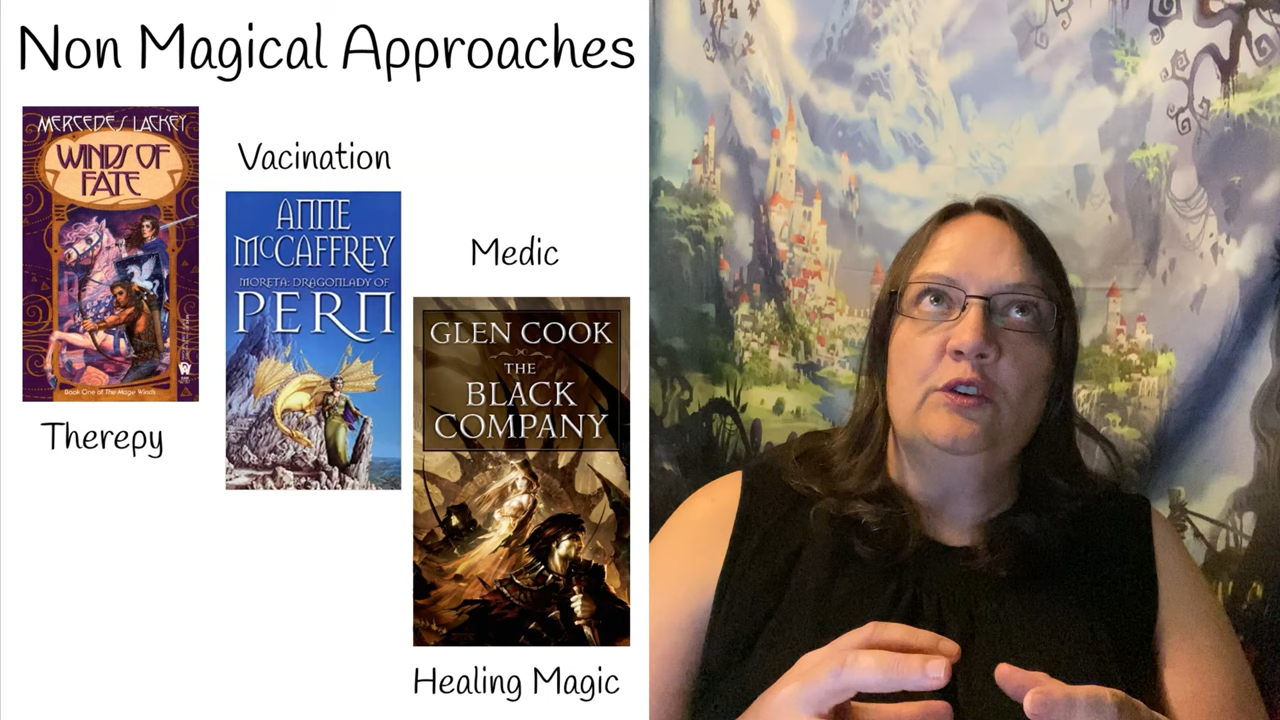 Non Magical Approaches
MERCEDES LACKEY
WINDS OF
FATE
Book One of The Mage Winds
Therepy
Vacination
ANNE
McCAFFREY
MORETA: DRAGONLADY OF
PERN
Medic
GLEN COOK
THE
BLACK
COMPANY
Healing Magic